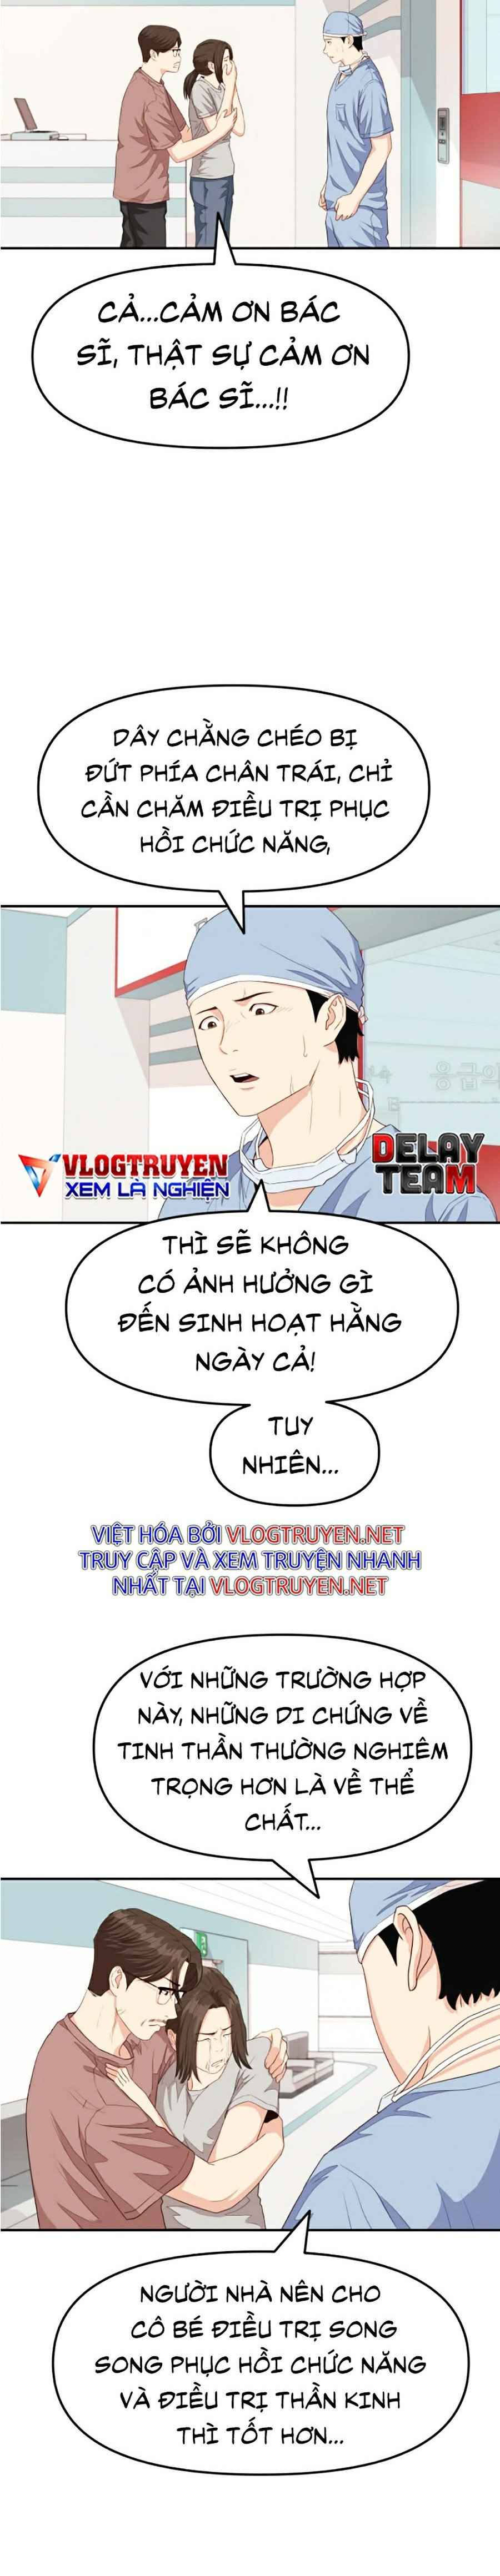 CẢ...CẢM ƠN BÁC
SĨ, THẬT SỰ CẢM ƠN
BÁC SĨ...!!
DÂY CHẰNG CHÉO BỊ
ĐỨT PHÍA CHÂN TRÁI, CHỈ
CẦN CHĂM ĐIỀU TRỊ PHỤC
HỒI CHỨC NĂNG,
응급의
DELAY
TEAM
VLOGTRUYEN
XEM LÀ NGHIỆN
THÌ SẼ KHÔNG
CÓ ẢNH HƯỞNG GÌ
ĐẾN SINH HOẠT HẰNG
NGÀY CẢ!
TUY
NHIÊN...
VIỆT HÓA BỞI VLOGTRUYEN.NET
TRUY CẬP VÀ XEM TRUYỆN NHANH
NHẤT TẠI VLOGTRUYEN.NET
VỚI NHỮNG TRƯỜNG HỢP
NÀY, NHỮNG DI CHỨNG VỀ
TINH THẦN THƯỜNG NGHIÊM
TRỌNG HƠN LÀ VỀ THỂ
CHẤT...
NGƯỜI NHÀ NÊN CHO
CÔ BÉ ĐIỀU TRỊ SONG
SONG PHỤC HỒI CHỨC NĂNG
VÀ ĐIỀU TRỊ THẦN KINH
THÌ TỐT HƠN...